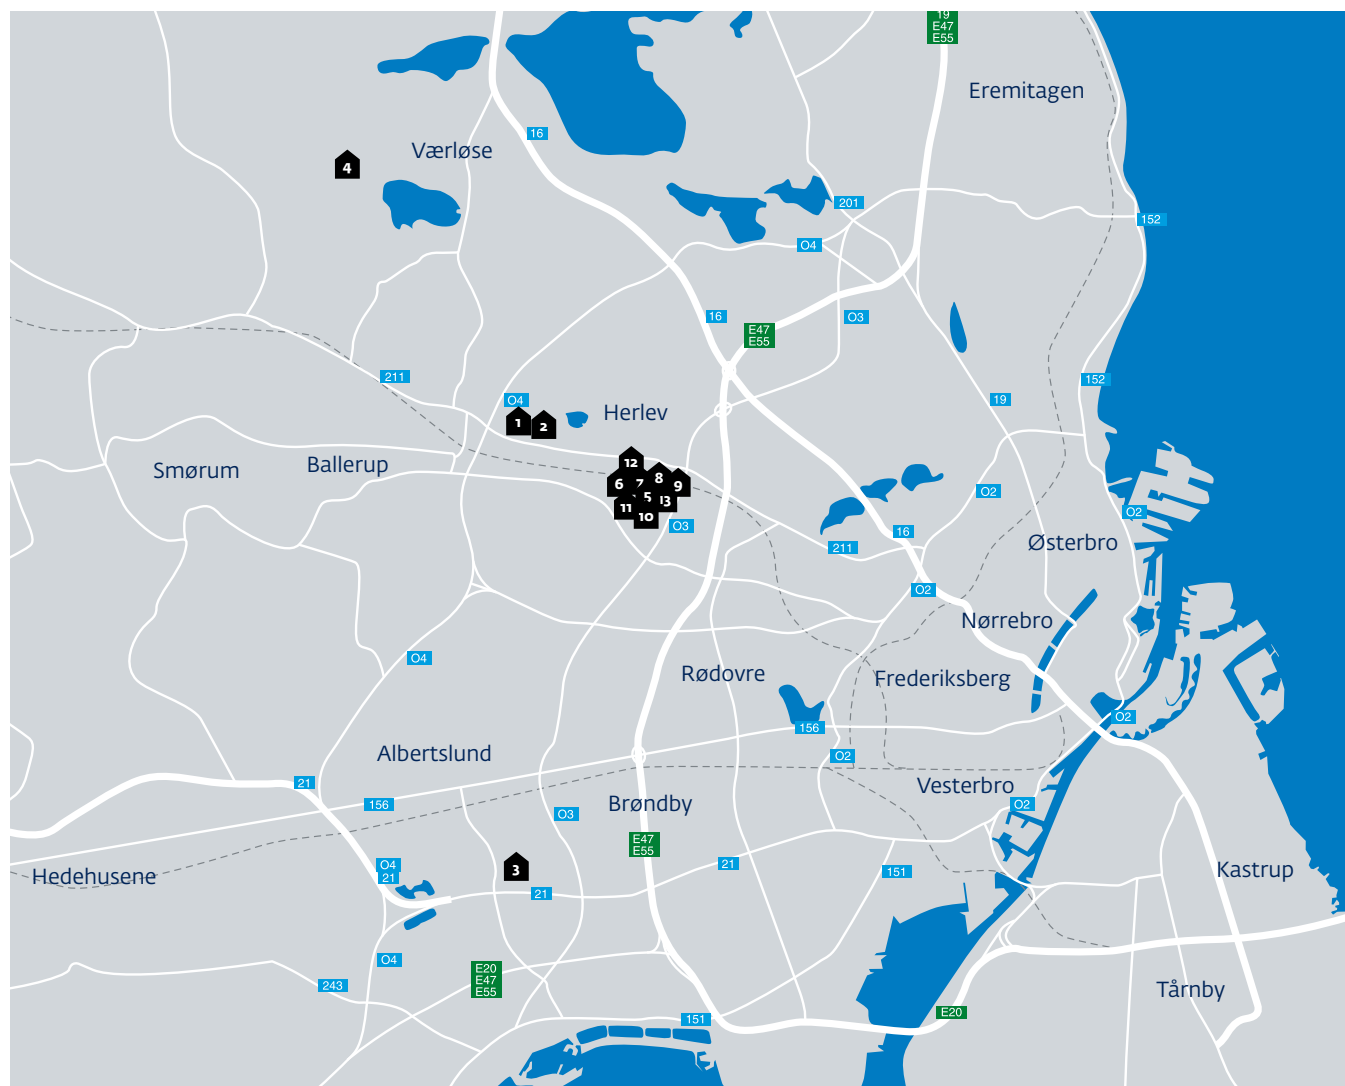 19
E47
E55
Eremitagen
16
Værløse
4
201
152
O4
16
O3
E47
E55
211
152
O4
19
Herlev
1
2
12
Smørum
Ballerup
8
6
7
9
5
13
11
10
O2
O2
O3
16
211
Østerbro
O2
Nørrebro
O4
Rødovre
Frederiksberg
O2
156
Albertslund
O2
21
Vesterbro
156
Brøndby
O2
O3
E47
E55
O4
21
3
21
151
Kastrup
Hedehusene
21
O4
E20
E47
E55
243
Tårnby
151
E20